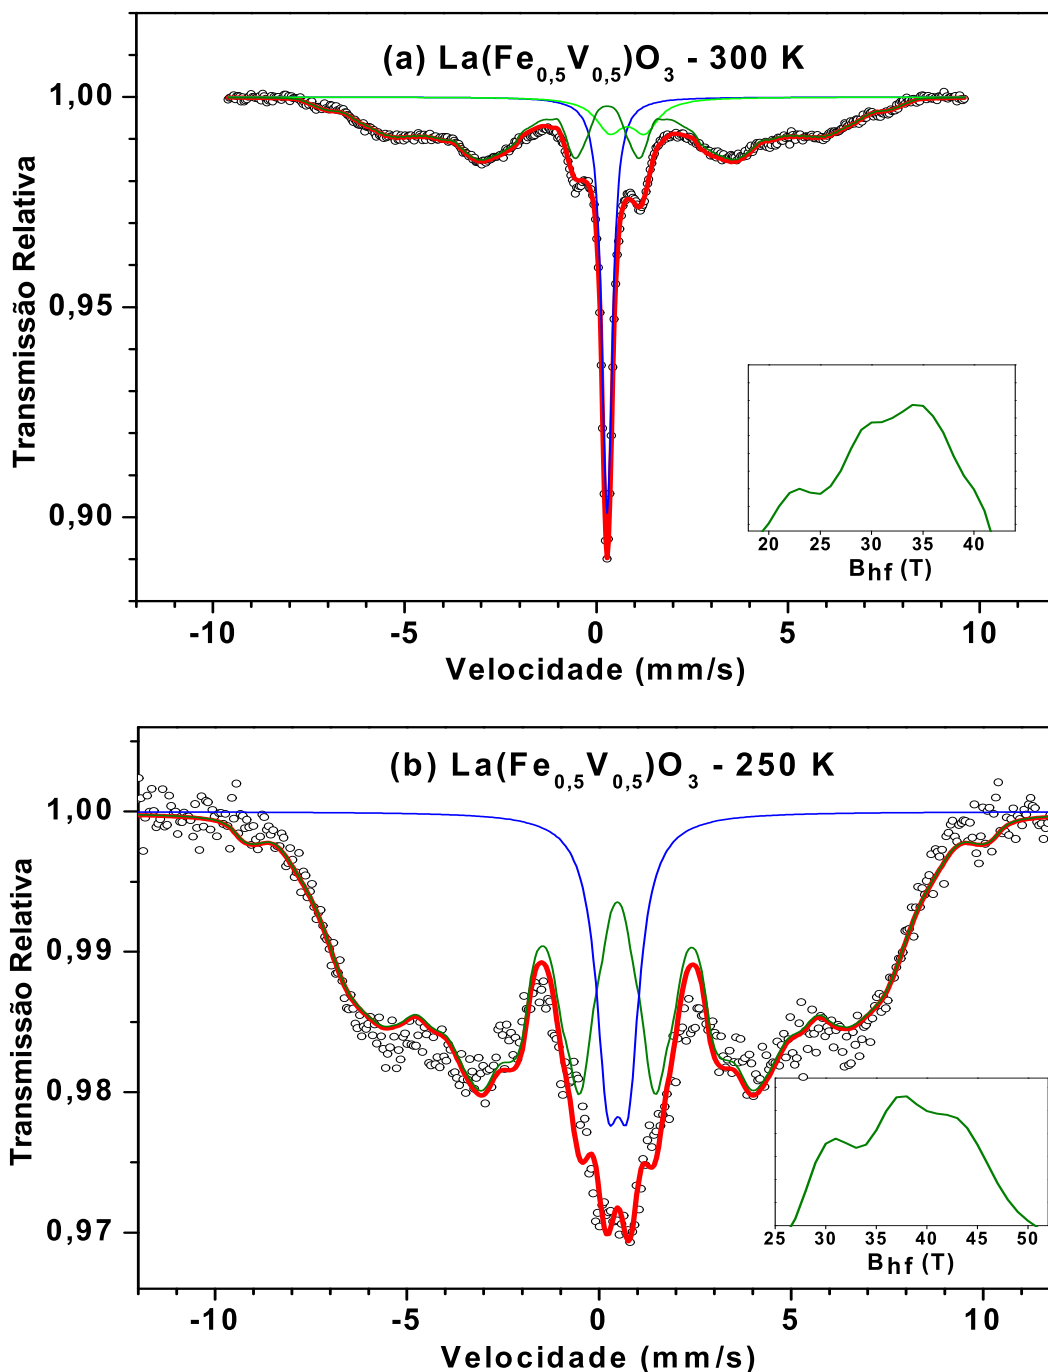 (a) La(Fe0,5V0,5)O3 - 300 K
1,00
0,95
0,90
Transmissão Relativa
20 25 30 35 40
Bhf (T)
-10 -5 0 5 10
Velocidade (mm/s)
(b) La(Fe0,5V0,5)O3 - 250 K
1,00
0,99
0,98
0,97
Transmissão Relativa
25 30 35 40 45 50
Bhf (T)
-10 -5 0 5 10
Velocidade (mm/s)